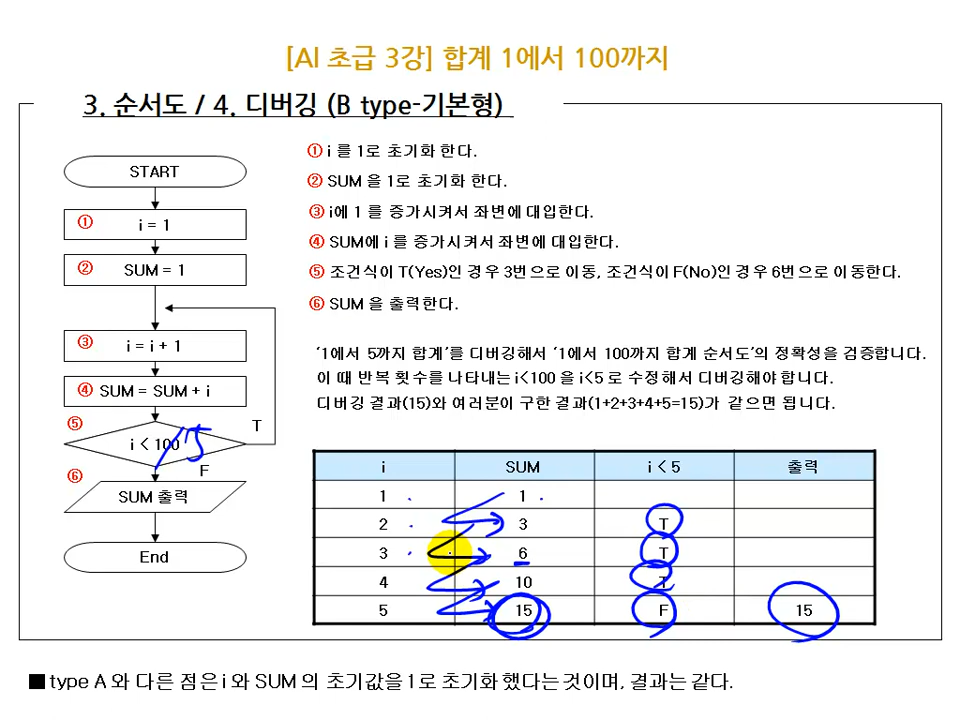 [AI 초급 3강] 합계 1에서 100까지
3. 순서도 / 4. 디버깅 (B type-기본형)
START
① i = 1
② SUM = 1
③ i = i + 1
④ SUM = SUM + i
⑤ i < 100 T
F
⑥ SUM 출력
End
① i 를 1로 초기화 한다.
② SUM 을 1로 초기화 한다.
③ i에 1 를 증가시켜서 좌변에 대입한다.
④ SUM에 i 를 증가시켜서 좌변에 대입한다.
⑤ 조건식이 T(Yes)인 경우 3번으로 이동, 조건식이 F(No)인 경우 6번으로 이동한다.
⑥ SUM 을 출력한다.
'1에서 5까지 합계'를 디버깅해서 '1에서 100까지 합계 순서도'의 정확성을 검증합니다.
이 때 반복 횟수를 나타내는 i<100 을 i<5 로 수정해서 디버깅해야 합니다.
디버깅 결과(15)와 여러분이 구한 결과(1+2+3+4+5=15)가 같으면 됩니다.
i SUM i < 5 출력
1 1
2 3 T
3 6 T
4 10 T
5 15 F 15
■ type A 와 다른 점은 i 와 SUM 의 초기값을 1로 초기화 했다는 것이며, 결과는 같다.